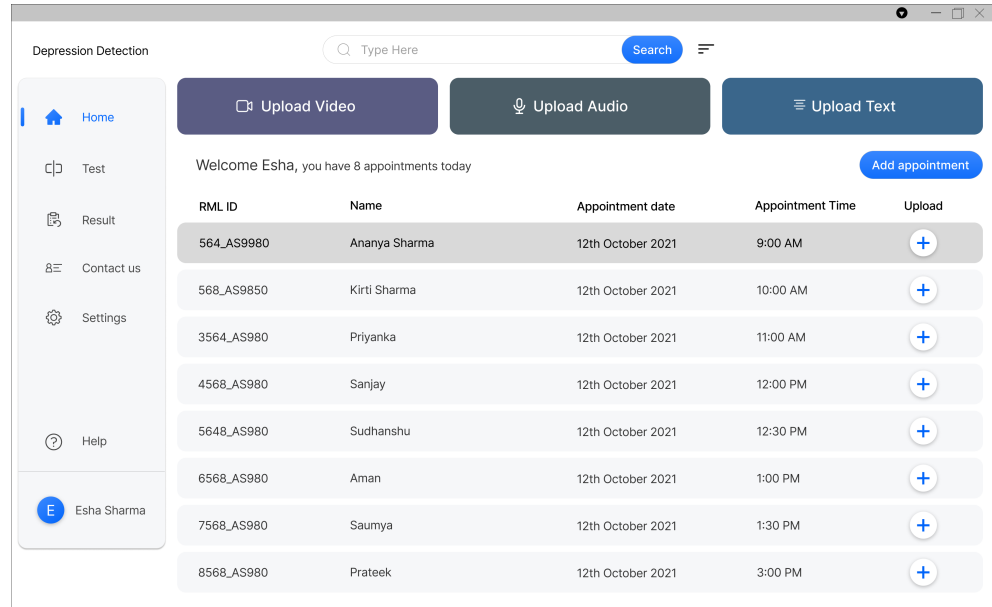 Depression Detection
Type Here
Search
Home
Test
Result
Contact us
Settings
Help
E
Esha Sharma
Upload Video
Upload Audio
Upload Text
Welcome Esha, you have 8 appointments today
Add appointment
RML ID Name Appointment date Appointment Time Upload
564_AS9980 Ananya Sharma 12th October 2021 9:00 AM
568_AS9850 Kirti Sharma 12th October 2021 10:00 AM
3564_AS980 Priyanka 12th October 2021 11:00 AM
4568_AS980 Sanjay 12th October 2021 12:00 PM
5648_AS980 Sudhanshu 12th October 2021 12:30 PM
6568_AS980 Aman 12th October 2021 1:00 PM
7568_AS980 Saumya 12th October 2021 1:30 PM
8568_AS980 Prateek 12th October 2021 3:00 PM